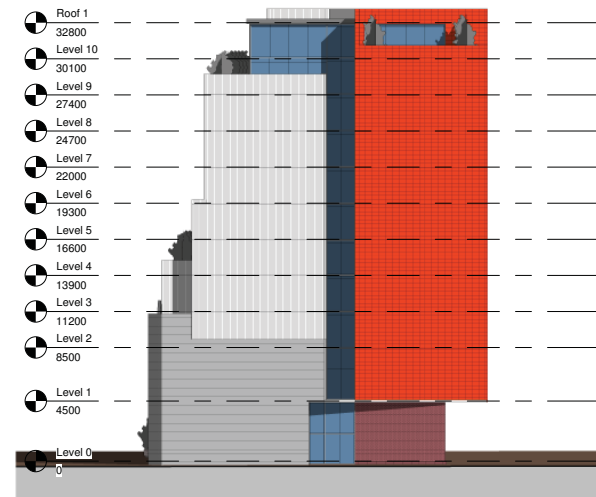 Roof 1
32800
Level 10
30100
Level 9
27400
Level 8
24700
Level 7
22000
Level 6
19300
Level 5
16600
Level 4
13900
Level 3
11200
Level 2
8500
Level 1
4500
Level 0
0